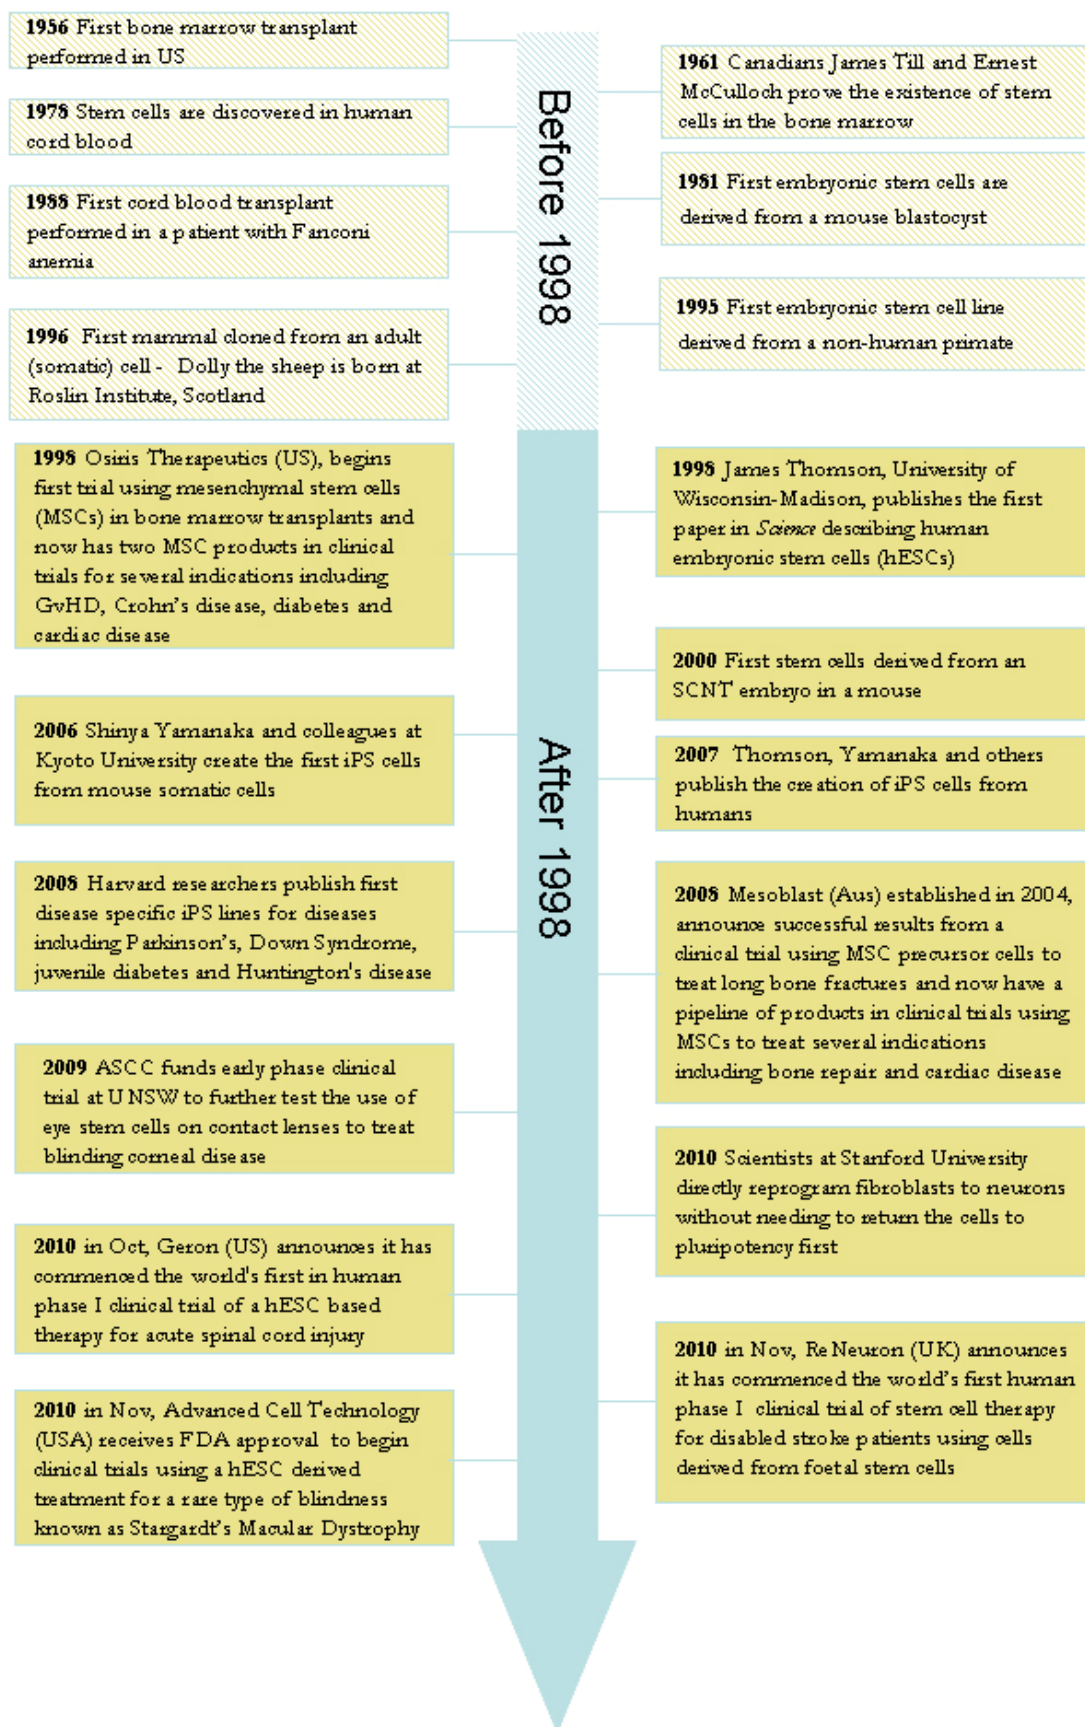 1956 First bone marrow transplant
performed in US
1961 Canadians James Till and Ernest
McCulloch prove the existence of stem
cells in the bone marrow
1978 Stem cells are discovered in human
cord blood
1981 First embryonic stem cells are
derived from a mouse blastocyst
1988 First cord blood transplant
performed in a patient with Fanconi
anemia
1995 First embryonic stem cell line
derived from a non-human primate
1996 First mammal cloned from an adult
(somatic) cell - Dolly the sheep is born at
Roslin Institute, Scotland
Before 1998
1998 Osiris Therapeutics (US), begins
first trial using mesenchymal stem cells
(MSCs) in bone marrow transplants and
now has two MSC products in clinical
trials for several indications including
GvHD, Crohn's disease, diabetes and
cardiac disease
1998 James Thomson, University of
Wisconsin-Madison, publishes the first
paper in Science describing human
embryonic stem cells (hESCs)
2000 First stem cells derived from an
SCNT embryo in a mouse
2006 Shinya Yamanaka and colleagues at
Kyoto University create the first iPS cells
from mouse somatic cells
2007 Thomson, Yamanaka and others
publish the creation of iPS cells from
humans
After 1998
2008 Harvard researchers publish first
disease specific iPS lines for diseases
including Parkinson's, Down Syndrome,
juvenile diabetes and Huntington's disease
2008 Mesoblast (Aus) established in 2004,
announce successful results from a
clinical trial using MSC precursor cells to
treat long bone fractures and now have a
pipeline of products in clinical trials using
MSCs to treat several indications
including bone repair and cardiac disease
2009 ASCC funds early phase clinical
trial at UNSW to further test the use of
eye stem cells on contact lenses to treat
blinding corneal disease
2010 Scientists at Stanford University
directly reprogram fibroblasts to neurons
without needing to return the cells to
pluripotency first
2010 in Oct, Geron (US) announces it has
commenced the world's first in human
phase I clinical trial of a hESC based
therapy for acute spinal cord injury
2010 in Nov, ReNeuron (UK) announces
it has commenced the world's first human
phase I clinical trial of stem cell therapy
for disabled stroke patients using cells
derived from foetal stem cells
2010 in Nov, Advanced Cell Technology
(USA) receives FDA approval to begin
clinical trials using a hESC derived
treatment for a rare type of blindness
known as Stargardt's Macular Dystrophy